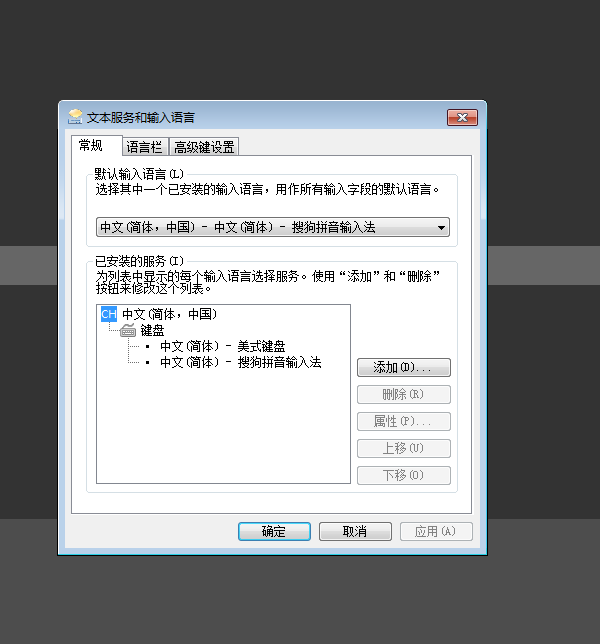 文本服务和输入语言
常规 语言栏 高级键设置
默认输入语言(L)
选择其中一个已安装的输入语言，用作所有输入字段的默认语言。
中文(简体，中国) - 中文(简体) - 搜狗拼音输入法
已安装的服务(I)
为列表中显示的每个输入语言选择服务。使用“添加”和“删除”
按钮来修改这个列表。
CH 中文(简体，中国)
键盘
• 中文(简体) - 美式键盘
• 中文(简体) - 搜狗拼音输入法
添加(D)...
删除(R)
属性(P)...
上移(U)
下移(O)
确定 取消 应用(A)